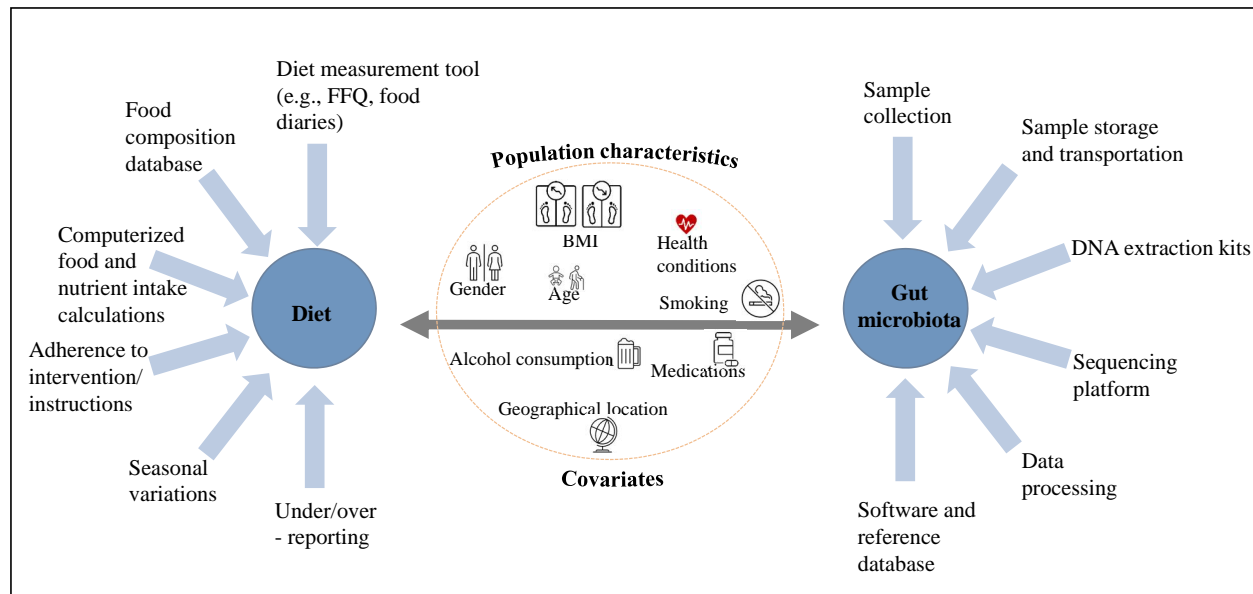 Diet measurement tool
(e.g., FFQ, food
diaries)
Food
composition
database
Computerized
food and
nutrient intake
calculations
Adherence to
intervention/
instructions
Seasonal
variations
Under/over
- reporting
Diet
Population characteristics
BMI
Health
conditions
Gender
Age
Smoking
Alcohol consumption
Medications
Geographical location
Covariates
Gut
microbiota
Sample
collection
Sample storage
and transportation
DNA extraction kits
Sequencing
platform
Data
processing
Software and
reference
database